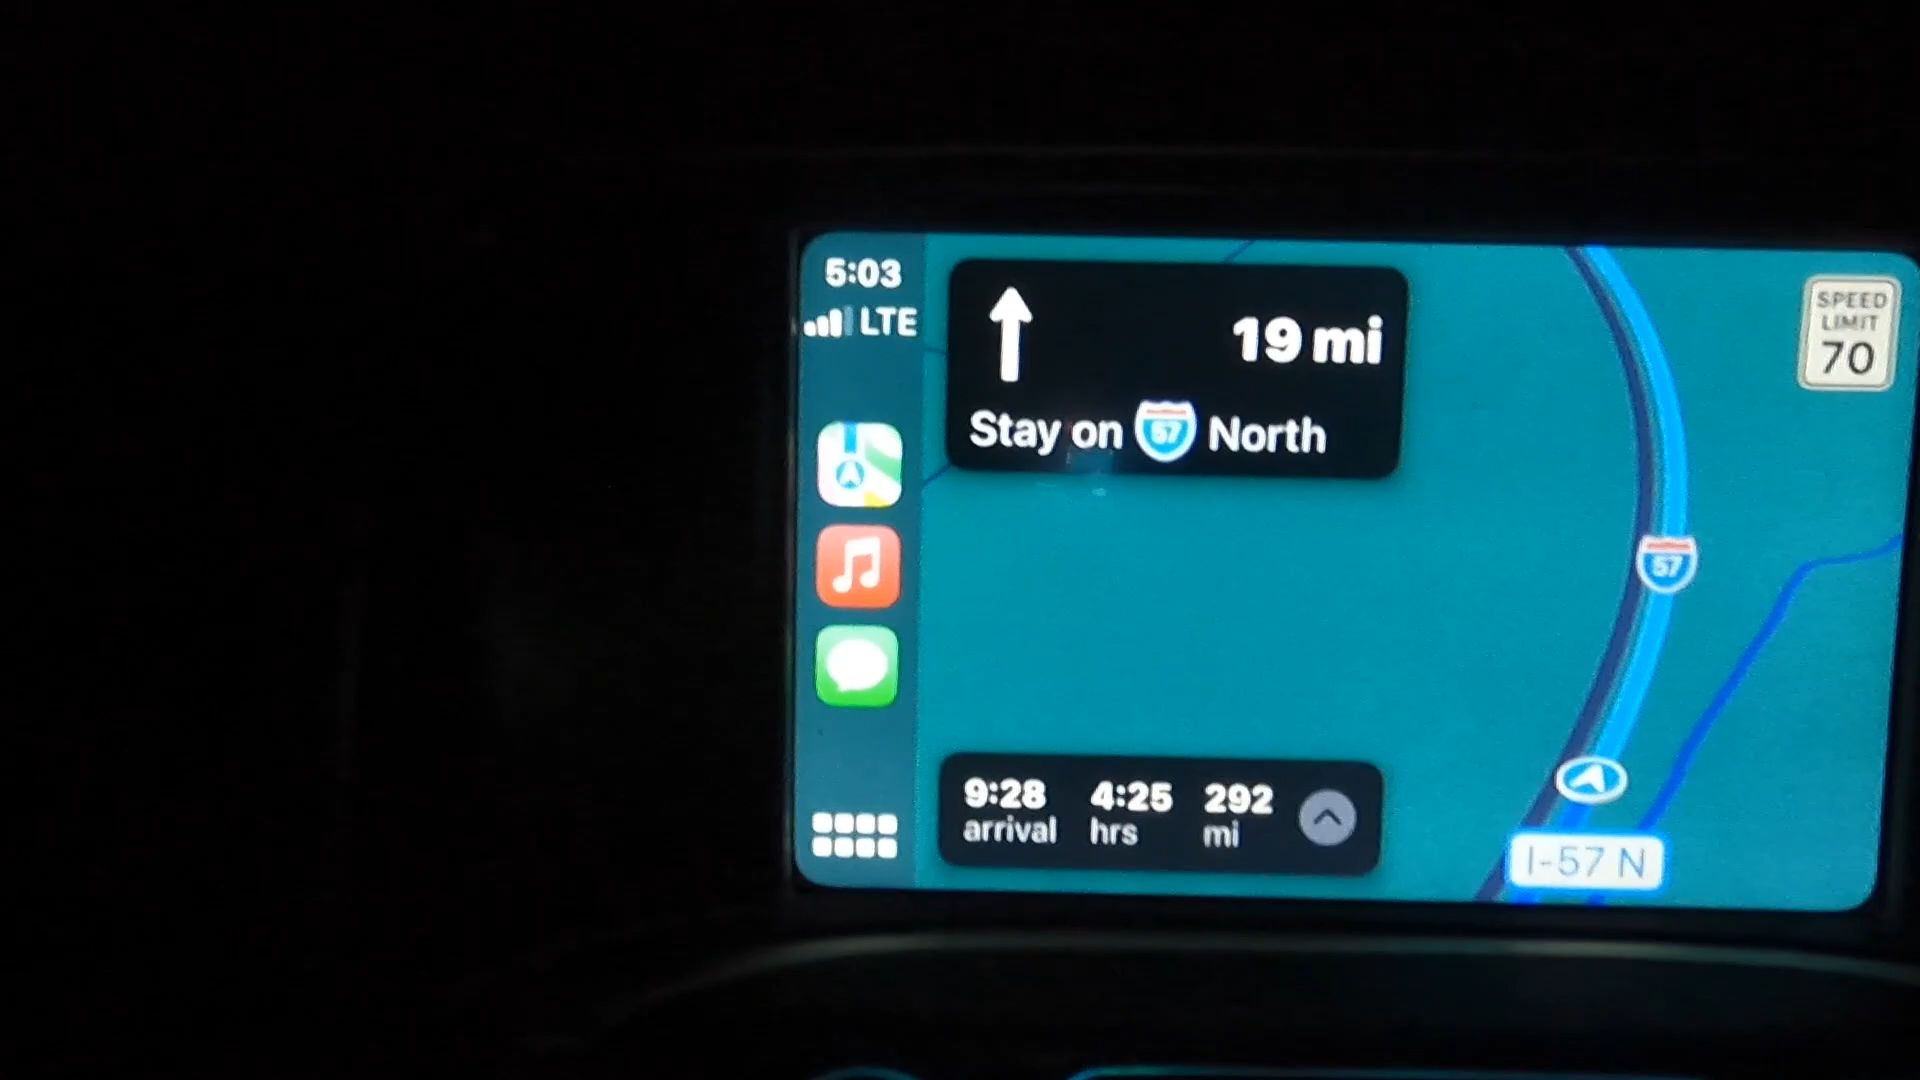 5:03
LTE
19 mi
Stay on 57 North
SPEED
LIMIT
70
57
9:28 4:25 292
arrival hrs mi
I-57 N